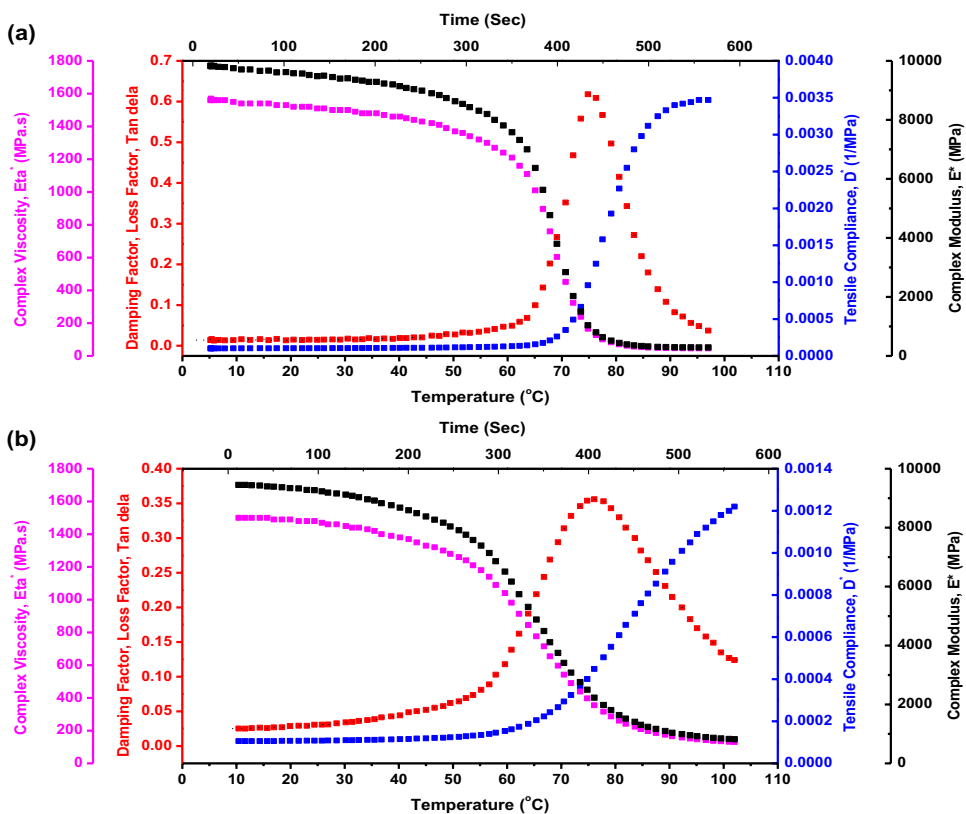 (a)
Time (Sec)
0 100 200 300 400 500 600
1800 1600 1400 1200 1000 800 600 400 200 0
Complex Viscosity, Eta* (MPa.s)
0.7 0.6 0.5 0.4 0.3 0.2 0.1 0.0
Damping Factor, Loss Factor, Tan dela
0.0040 0.0035 0.0030 0.0025 0.0020 0.0015 0.0010 0.0005 0.0000
Tensile Compliance, D* (1/MPa)
10000 8000 6000 4000 2000 0
Complex Modulus, E* (MPa)
0 10 20 30 40 50 60 70 80 90 100 110
Temperature (°C)
(b)
Time (Sec)
0 100 200 300 400 500 600
1800 1600 1400 1200 1000 800 600 400 200 0
Complex Viscosity, Eta* (MPa.s)
0.40 0.35 0.30 0.25 0.20 0.15 0.10 0.05 0.00
Damping Factor, Loss Factor, Tan dela
0.0014 0.0012 0.0010 0.0008 0.0006 0.0004 0.0002 0.0000
Tensile Compliance, D* (1/MPa)
10000 8000 6000 4000 2000 0
Complex Modulus, E* (MPa)
0 10 20 30 40 50 60 70 80 90 100 110
Temperature (°C)